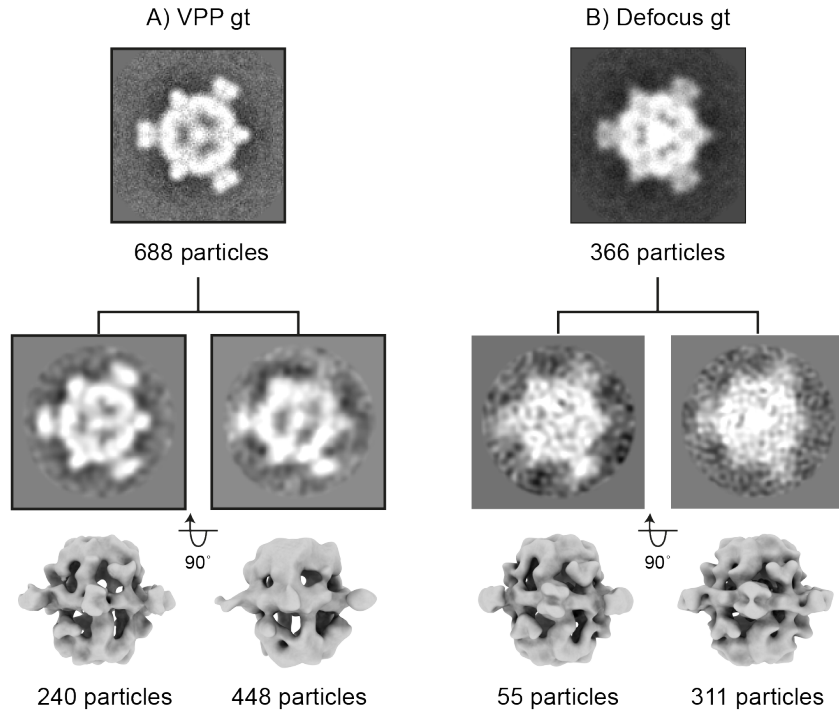 A) VPP gt
B) Defocus gt
688 particles
366 particles
90°
90°
240 particles
448 particles
55 particles
311 particles